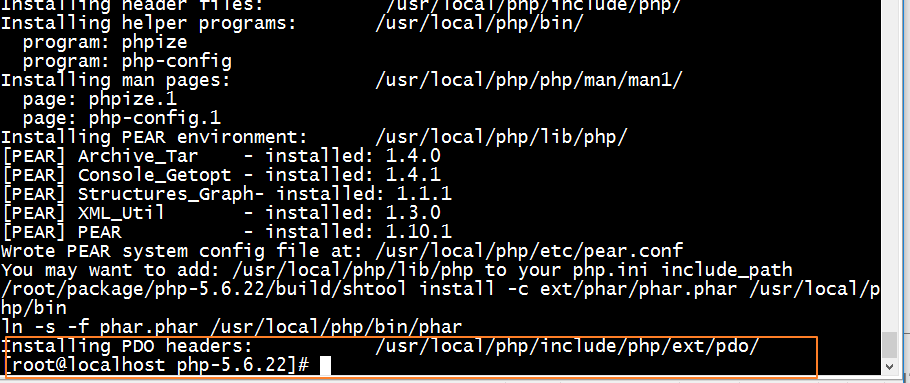 Installing header files:          /usr/local/php/include/php/
Installing helper programs:       /usr/local/php/bin/
  program: phpize
  program: php-config
Installing man pages:             /usr/local/php/php/man/man1/
  page: phpize.1
  page: php-config.1
Installing PEAR environment:      /usr/local/php/lib/php/
[PEAR] Archive_Tar    - installed: 1.4.0
[PEAR] Console_Getopt - installed: 1.4.1
[PEAR] Structures_Graph- installed: 1.1.1
[PEAR] XML_Util       - installed: 1.3.0
[PEAR] PEAR           - installed: 1.10.1
Wrote PEAR system config file at: /usr/local/php/etc/pear.conf
You may want to add: /usr/local/php/lib/php to your php.ini include_path
/root/package/php-5.6.22/build/shtool install -c ext/phar/phar.phar /usr/local/p
hp/bin
ln -s -f phar.phar /usr/local/php/bin/phar
Installing PDO headers:           /usr/local/php/include/php/ext/pdo/
[root@localhost php-5.6.22]#